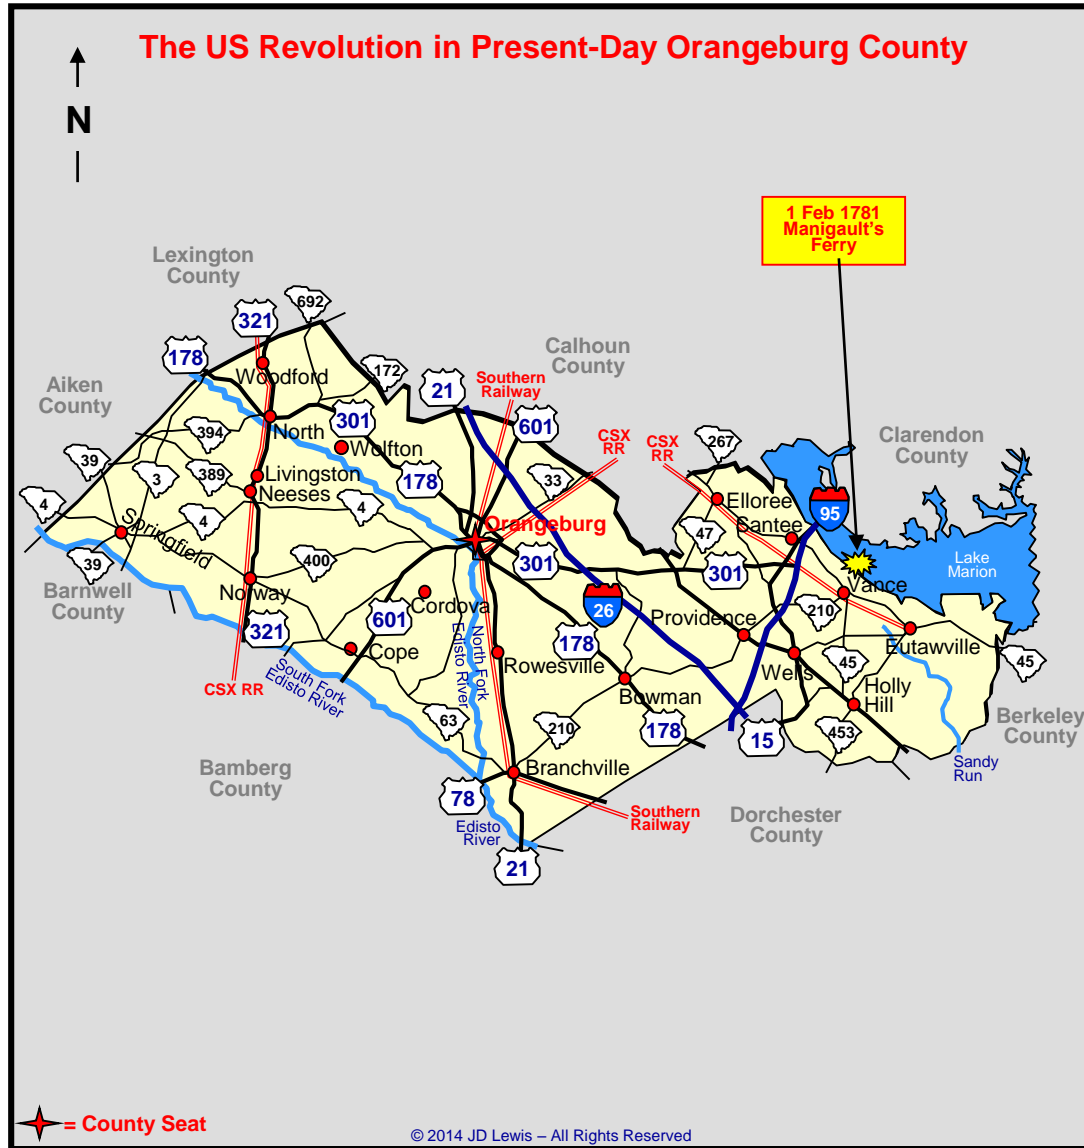 The US Revolution in Present-Day Orangeburg County
N
1 Feb 1781
Manigault's
Ferry
Lexington
County
692
321
178
Woodford
Calhoun
County
172
21
Southern
Railway
Aiken
County
601
301
North
394
Wolfton
CSX
RR
CSX
RR
267
Clarendon
County
39
3
389
Livingston
178
33
Elloree
4
Neeses
4
4
95
Santee
Springfield
Orangeburg
47
39
400
301
301
Lake
Marion
Barnwell
County
Norway
Cordova
26
Vance
601
Providence
210
321
178
Eutawville
South Fork
Edisto River
Cope
North Fork
Edisto River
Rowesville
Wells
45
45
CSX RR
Bowman
Holly
Hill
63
210
178
15
453
Berkeley
County
Bamberg
County
Branchville
Sandy
Run
78
Edisto
River
Southern
Railway
Dorchester
County
21
= County Seat
© 2014 JD Lewis – All Rights Reserved